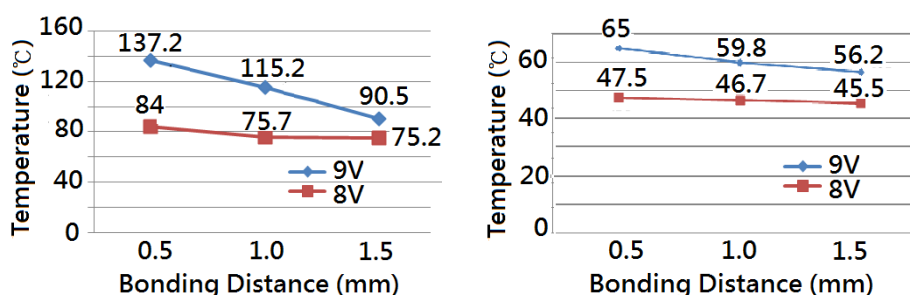 160
120
80
40
0
Temperature (℃)
137.2
115.2
90.5
84
75.7
75.2
9V
8V
0.5 1.0 1.5
Bonding Distance (mm)
60
40
20
0
Temperature (℃)
65
59.8
56.2
47.5
46.7
45.5
9V
8V
0.5 1.0 1.5
Bonding Distance (mm)